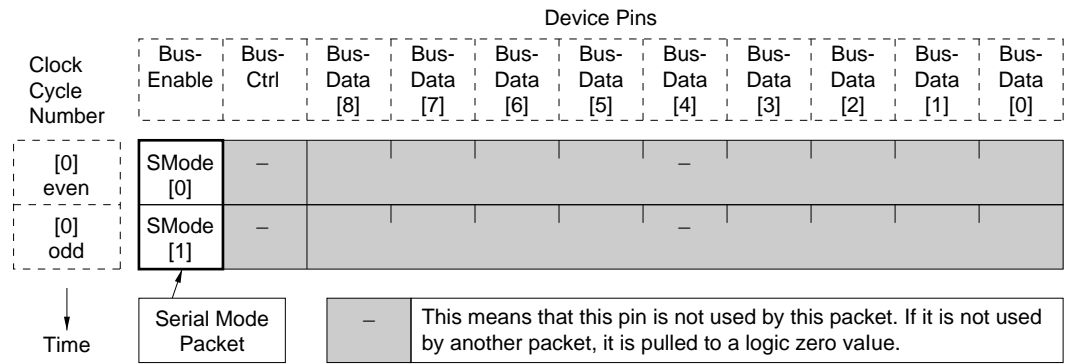 Device Pins
Clock
Cycle
Number
Bus-
Enable
Bus-
Ctrl
Bus-
Data
[8]
Bus-
Data
[7]
Bus-
Data
[6]
Bus-
Data
[5]
Bus-
Data
[4]
Bus-
Data
[3]
Bus-
Data
[2]
Bus-
Data
[1]
Bus-
Data
[0]
[0]
even
SMode
[0]
–
–
[0]
odd
SMode
[1]
–
–
Time
Serial Mode
Packet
–
This means that this pin is not used by this packet. If it is not used
by another packet, it is pulled to a logic zero value.